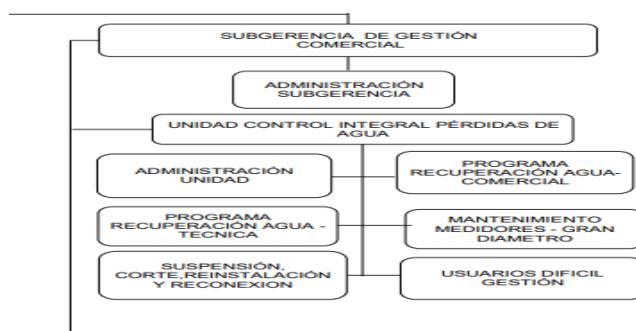 SUBGERENCIA DE GESTIÓN
COMERCIAL
ADMINISTRACIÓN
SUBGERENCIA
UNIDAD CONTROL INTEGRAL PÉRDIDAS DE
AGUA
ADMINISTRACIÓN
UNIDAD
PROGRAMA
RECUPERACIÓN AGUA-
COMERCIAL
PROGRAMA
RECUPERACIÓN AGUA -
TECNICA
MANTENIMIENTO
MEDIDORES - GRAN
DIAMETRO
SUSPENSIÓN,
CORTE,REINSTALACIÓN
Y RECONEXION
USUARIOS DIFICIL
GESTIÓN